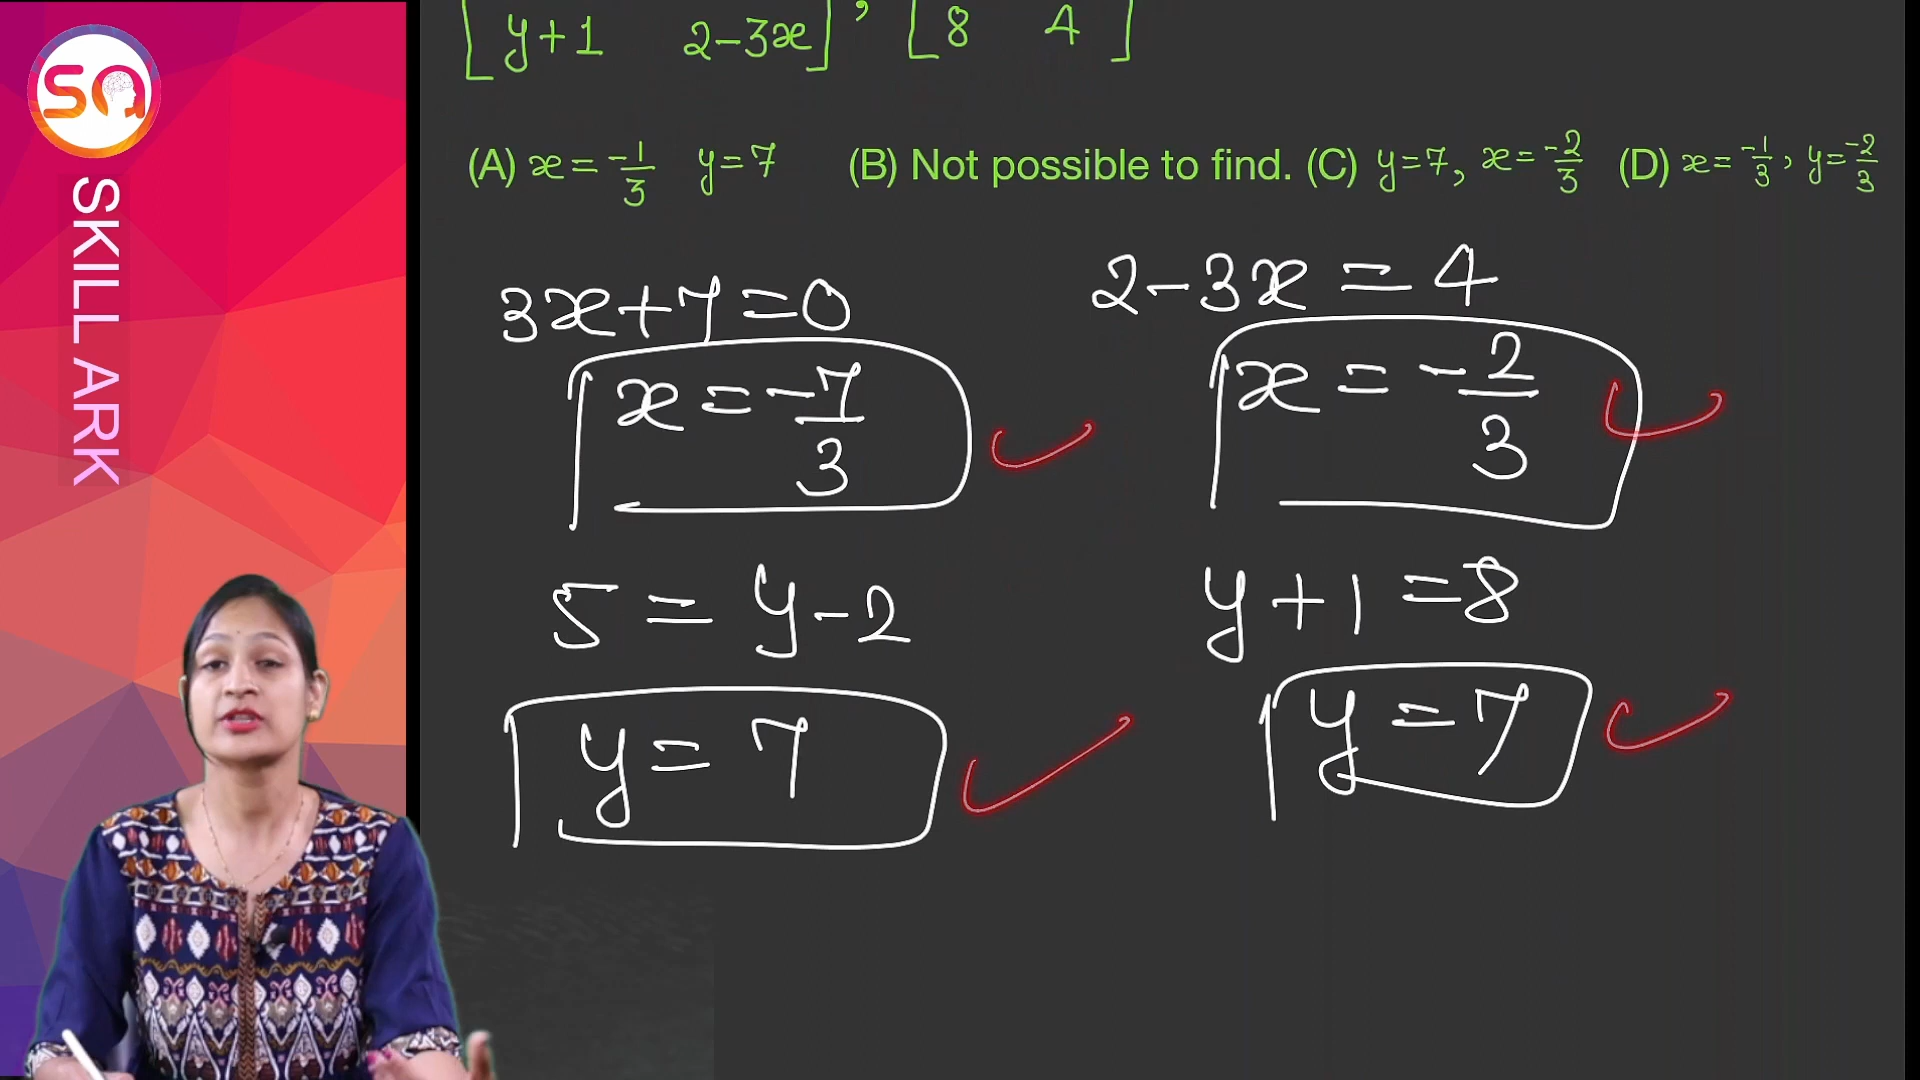 [y+1 2-3x], [8 4]
(A) x=-1/3 y=7 (B) Not possible to find. (C) y=7, x=-2/3 (D) x=-1/3, y=-2/3
3x+7=0
x=-7/3
2-3x=4
x=-2/3
5=y-2
y=7
y+1=8
y=7
SA
SKILL ARK